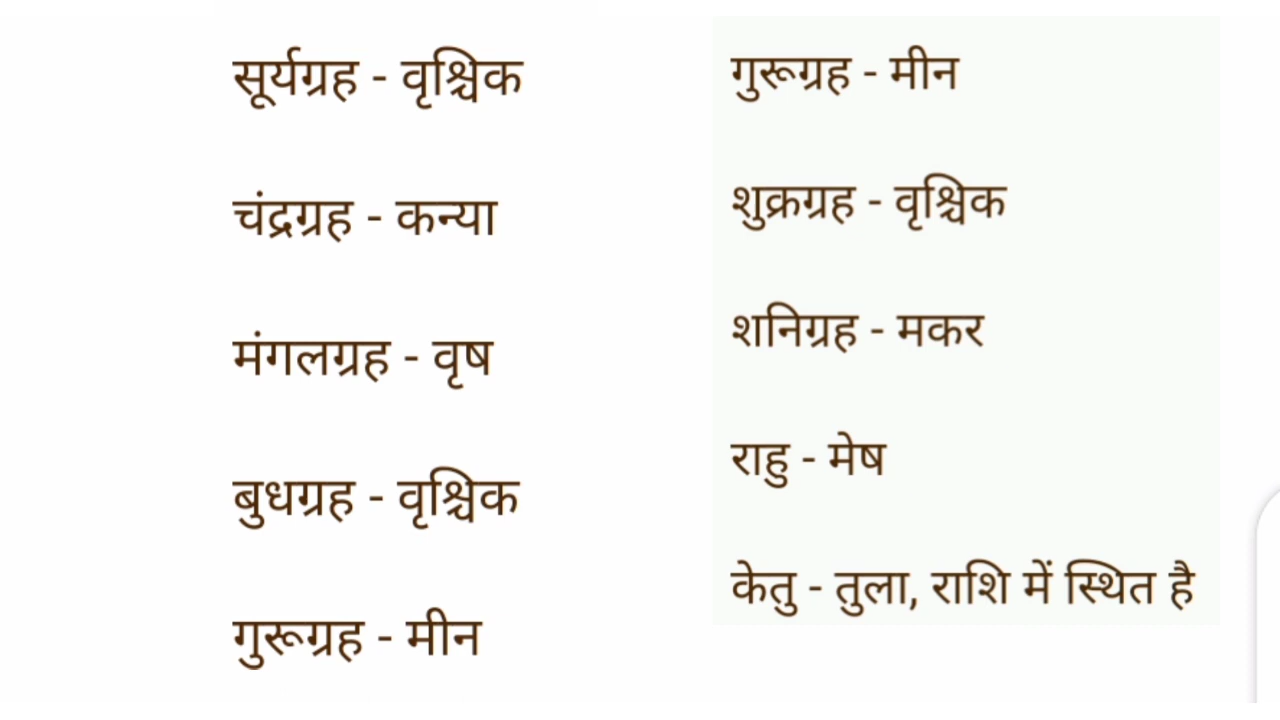 सूर्यग्रह - वृश्चिक
चंद्रग्रह - कन्या
मंगलग्रह - वृष
बुधग्रह - वृश्चिक
गुरूग्रह - मीन
गुरूग्रह - मीन
शुक्रग्रह - वृश्चिक
शनिग्रह - मकर
राहु - मेष
केतु - तुला, राशि में स्थित है